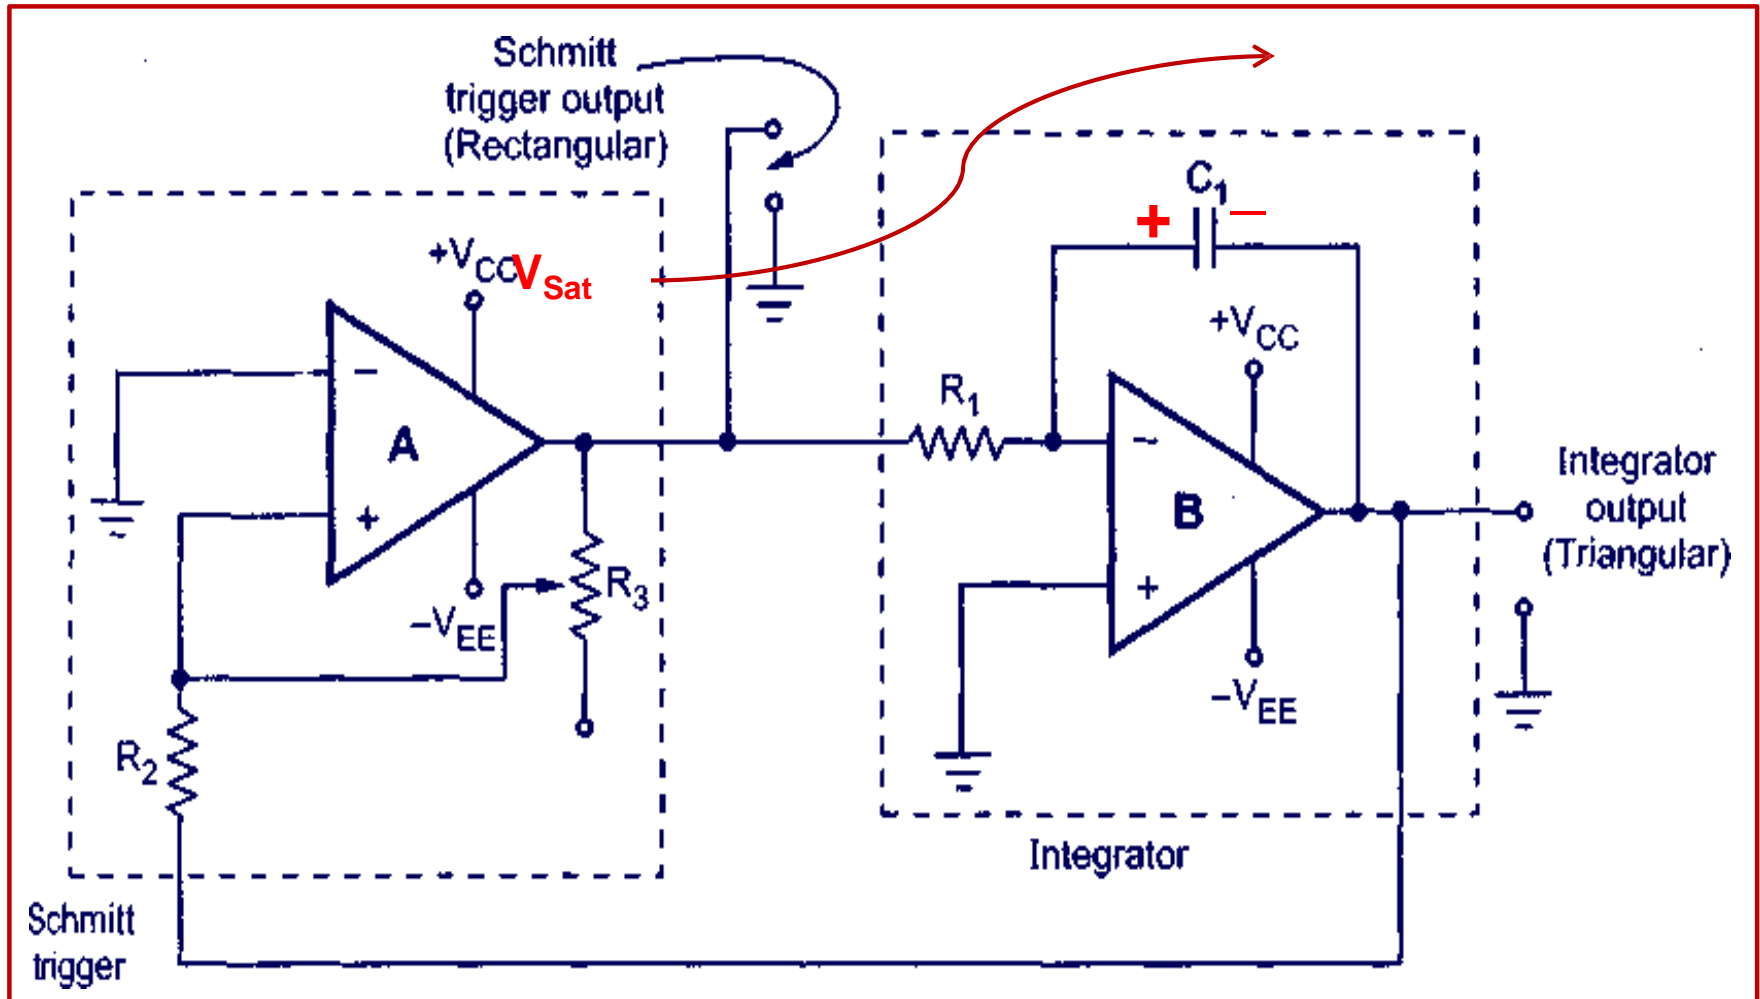 Schmitt
trigger output
(Rectangular)
C1
+ −
+VCC
VSat
+VCC
−
A
+
R1
−
B
+
Integrator
output
(Triangular)
R3
−VEE
−VEE
R2
Integrator
Schmitt
trigger